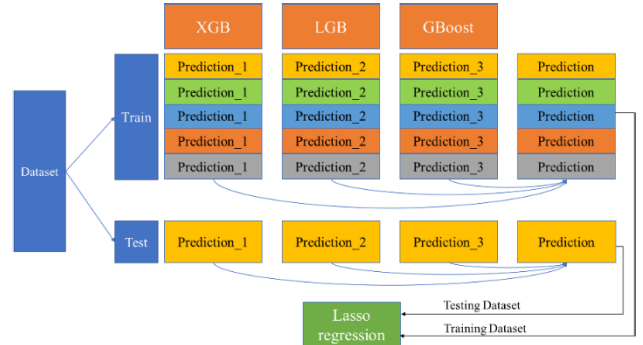 XGB LGB GBoost
Prediction_1 Prediction_2 Prediction_3 Prediction
Prediction_1 Prediction_2 Prediction_3 Prediction
Train Prediction_1 Prediction_2 Prediction_3 Prediction
Prediction_1 Prediction_2 Prediction_3 Prediction
Dataset Prediction_1 Prediction_2 Prediction_3 Prediction
Test Prediction_1 Prediction_2 Prediction_3 Prediction
Testing Dataset
Lasso
regression
Training Dataset